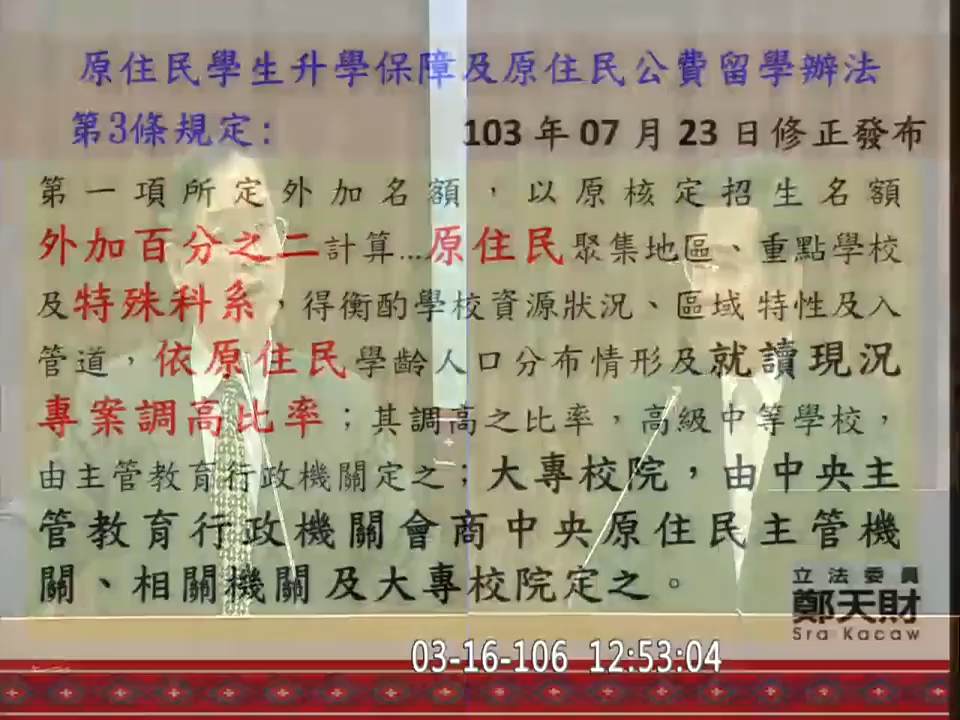 原住民學生升學保障及原住民公費留學辦法
第3條規定:
103年07月23日修正發布
第一項所定外加名額，以原核定招生名額
外加百分之二計算…原住民聚集地區、重點學校
及特殊科系，得衡酌學校資源狀況、區域特性及入
管道，依原住民學齡人口分布情形及就讀現況
專案調高比率；其調高之比率，高級中等學校，
由主管教育行政機關定之；大專校院，由中央主
管教育行政機關會商中央原住民主管機
關、相關機關及大專校院定之。
立法委員
鄭天財
Sra Kacaw
03-16-106 12:53:04